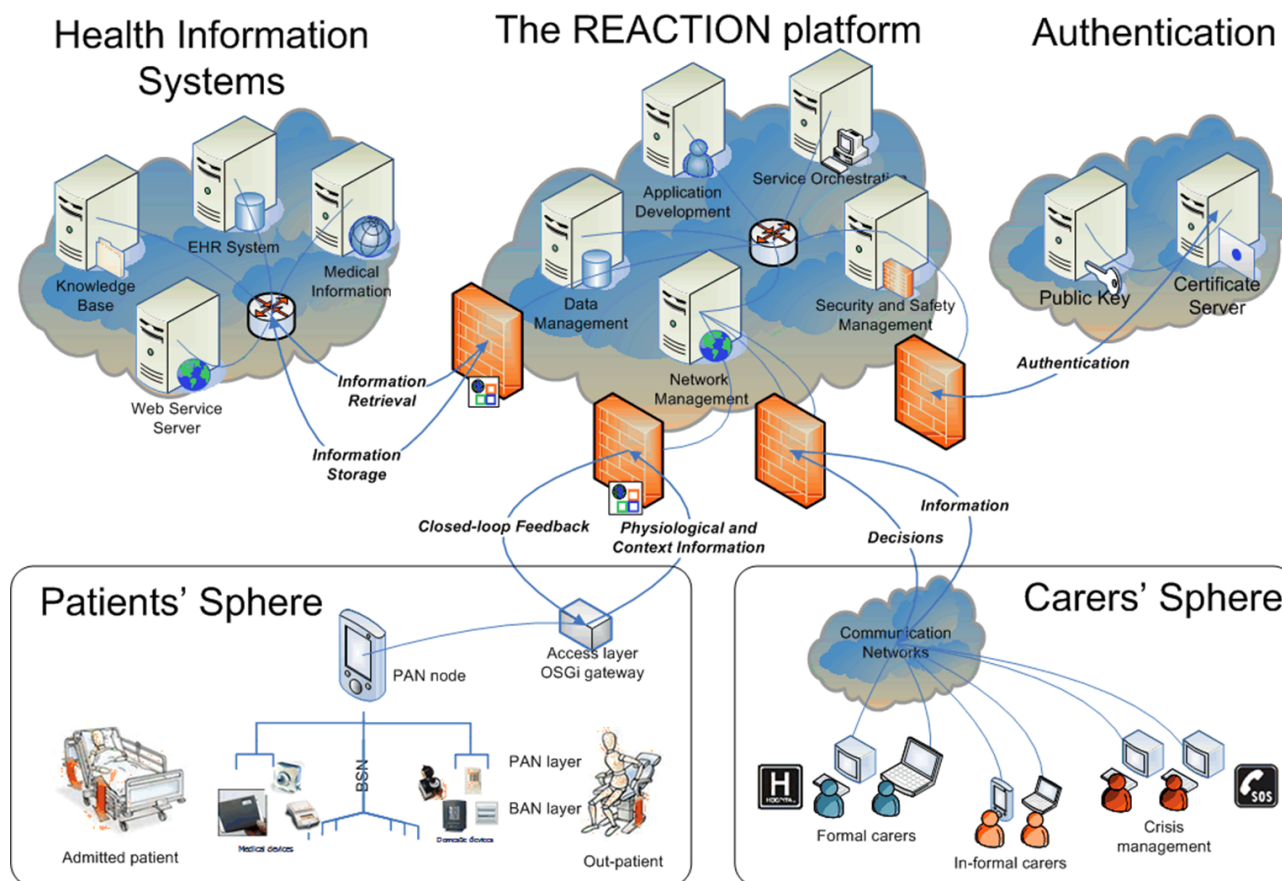 Health Information
Systems
The REACTION platform
Authentication
Knowledge
Base
EHR System
Medical
Information
Web Service
Server
Application
Development
Service Orchestration
Data
Management
Network
Management
Security and Safety
Management
Public Key
Certificate
Server
Information
Retrieval
Information
Storage
Authentication
Closed-loop Feedback
Physiological and
Context Information
Decisions
Information
Patients' Sphere
PAN node
Access layer
OSGi gateway
BSN
PAN layer
BAN layer
Medical devices
Domestic devices
Admitted patient
Out-patient
Carers' Sphere
Communication
Networks
H
HOSPITAL
Formal carers
In-formal carers
Crisis
management
SOS